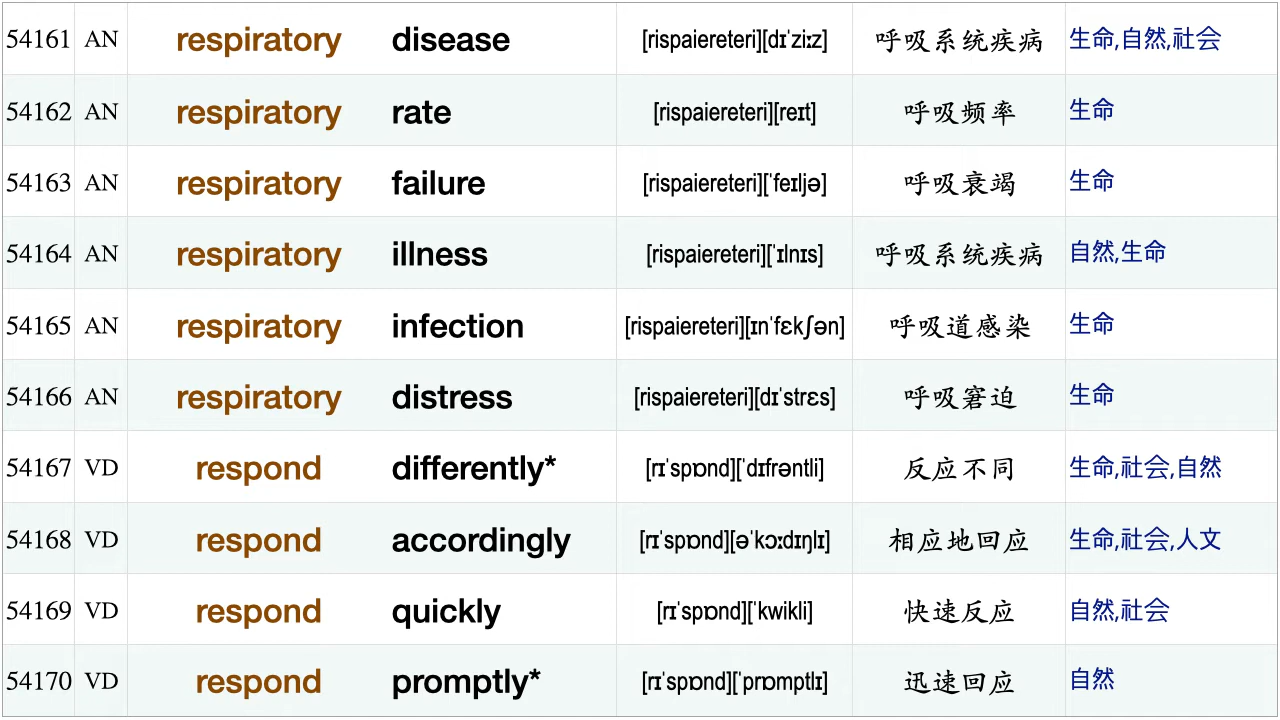 54161 AN respiratory disease [rispaiereteri][dɪˈziːz] 呼吸系统疾病 生命,自然,社会
54162 AN respiratory rate [rispaiereteri][reɪt] 呼吸频率 生命
54163 AN respiratory failure [rispaiereteri][ˈfeɪljə] 呼吸衰竭 生命
54164 AN respiratory illness [rispaiereteri][ˈɪlnɪs] 呼吸系统疾病 自然,生命
54165 AN respiratory infection [rispaiereteri][ɪnˈfɛkʃən] 呼吸道感染 生命
54166 AN respiratory distress [rispaiereteri][dɪˈstrɛs] 呼吸窘迫 生命
54167 VD respond differently* [rɪˈspɒnd][ˈdɪfrəntli] 反应不同 生命,社会,自然
54168 VD respond accordingly [rɪˈspɒnd][əˈkɔːdɪŋlɪ] 相应地回应 生命,社会,人文
54169 VD respond quickly [rɪˈspɒnd][ˈkwikli] 快速反应 自然,社会
54170 VD respond promptly* [rɪˈspɒnd][ˈprɒmptlɪ] 迅速回应 自然